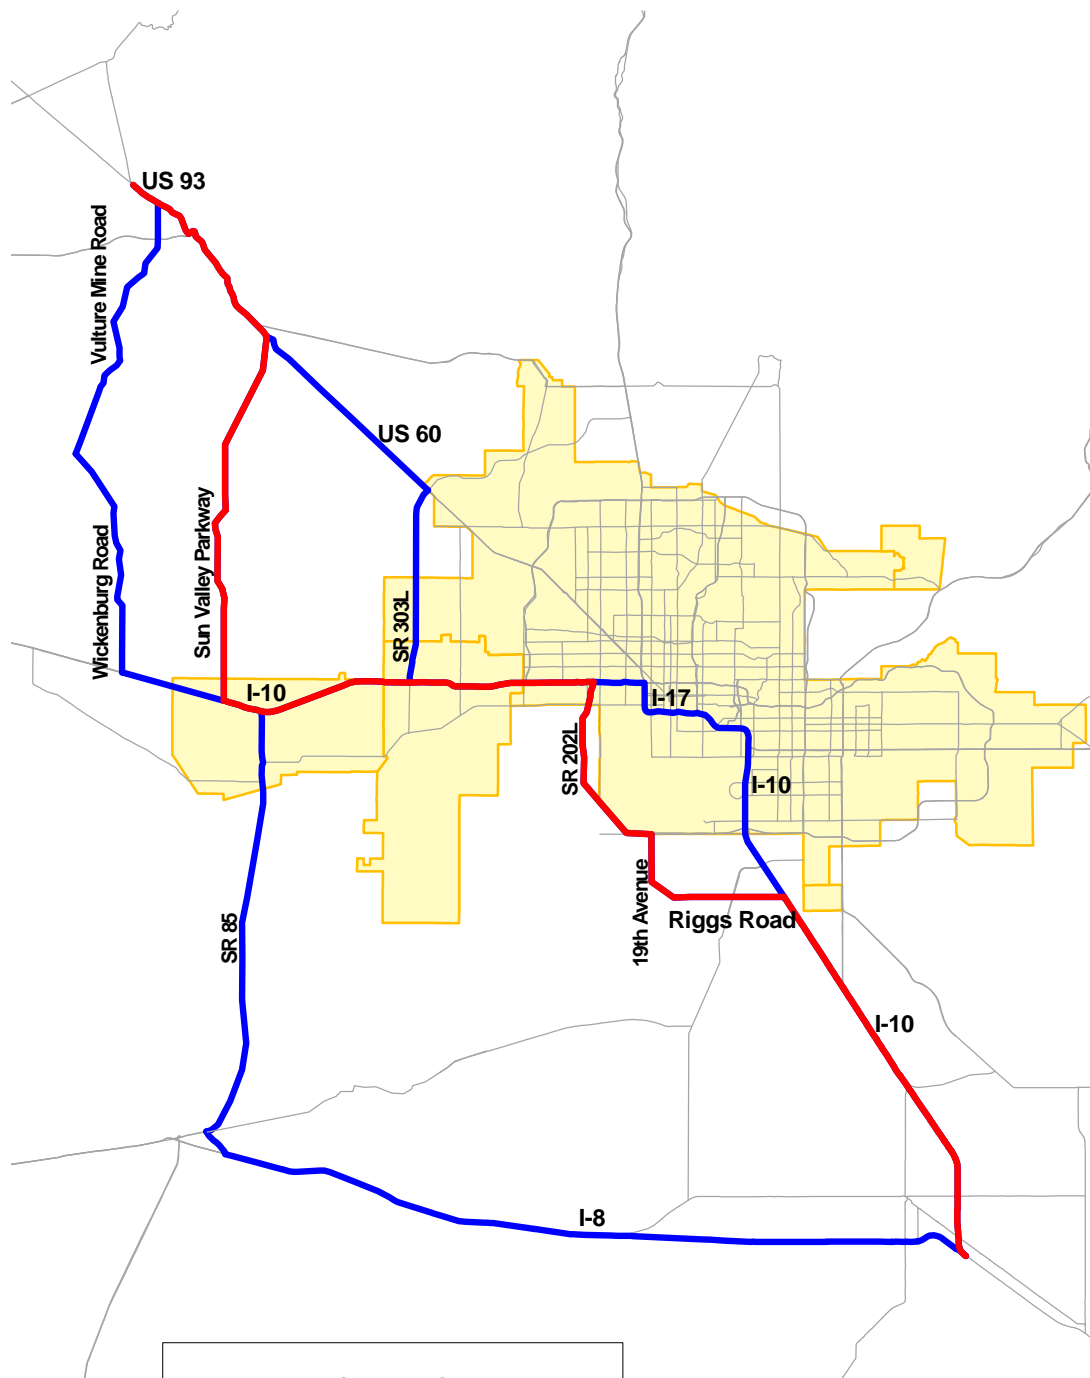 US 93
Vulture Mine Road
US 60
Sun Valley Parkway
Wickenburg Road
SR 303L
I-10
I-17
SR 202L
I-10
19th Avenue
Riggs Road
SR 85
I-10
I-8